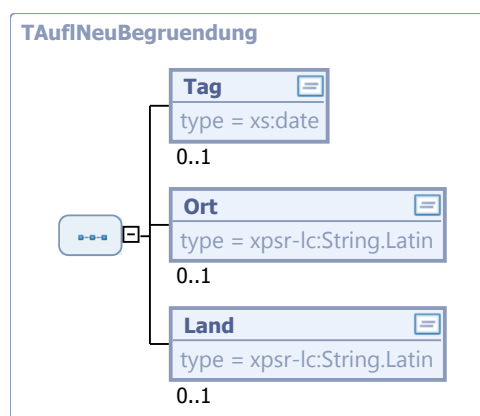 TAuflNeuBegruendung
Tag
type = xs:date
0..1
Ort
type = xpsr-lc:String.Latin
0..1
Land
type = xpsr-lc:String.Latin
0..1